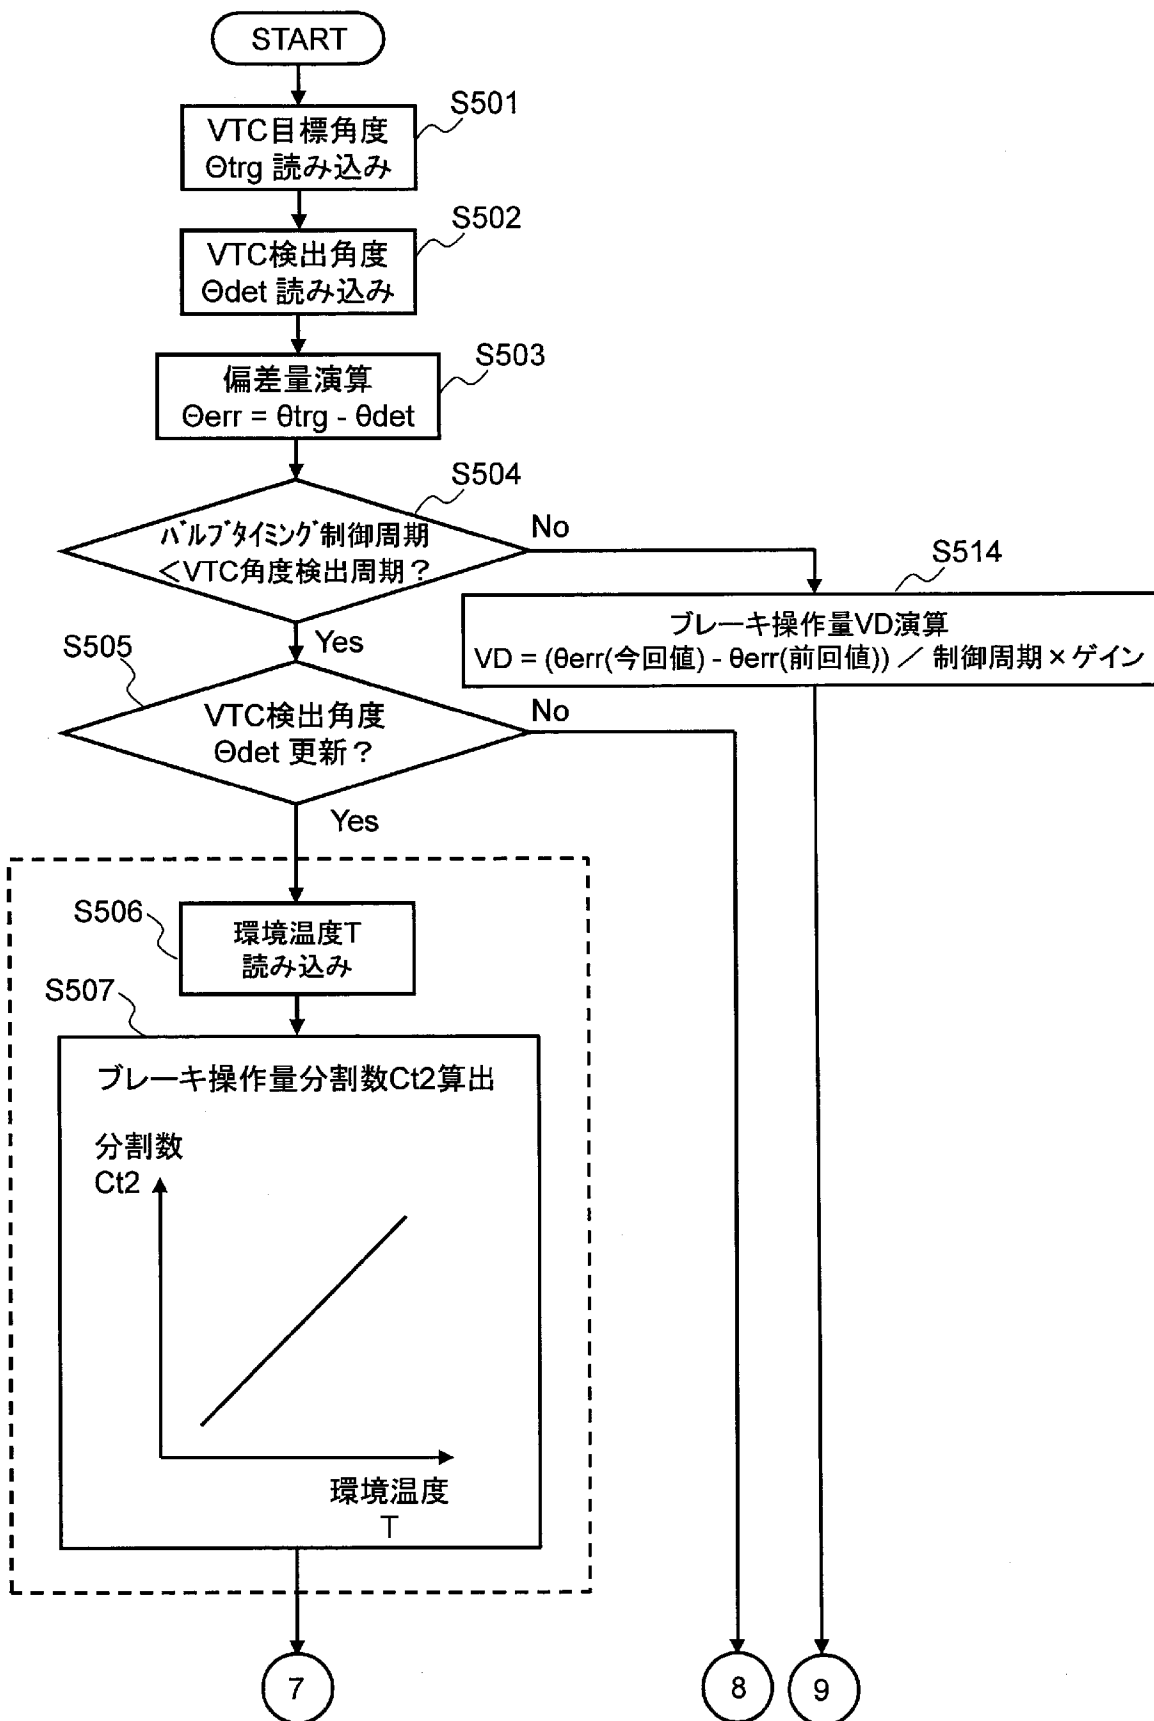 START
S501
VTC目標角度
Θtrg 読み込み
S502
VTC検出角度
Θdet 読み込み
S503
偏差量演算
Θerr = θtrg - θdet
S504
バルブタイミング制御周期
<VTC角度検出周期?
No
Yes
S514
ブレーキ操作量VD演算
VD = (θerr(今回値) - θerr(前回値)) / 制御周期×ゲイン
S505
VTC検出角度
Θdet 更新?
No
Yes
S506
環境温度T
読み込み
S507
ブレーキ操作量分割数Ct2算出
分割数
Ct2
環境温度
T
7
8
9